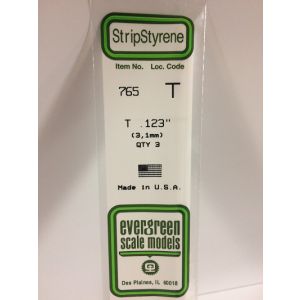 StripStyrene
Item No. Loc. Code
765 T
T .123"
(3,1mm)
QTY 3
Made in U.S.A.
evergreen
scale models
Des Plaines, IL 60018